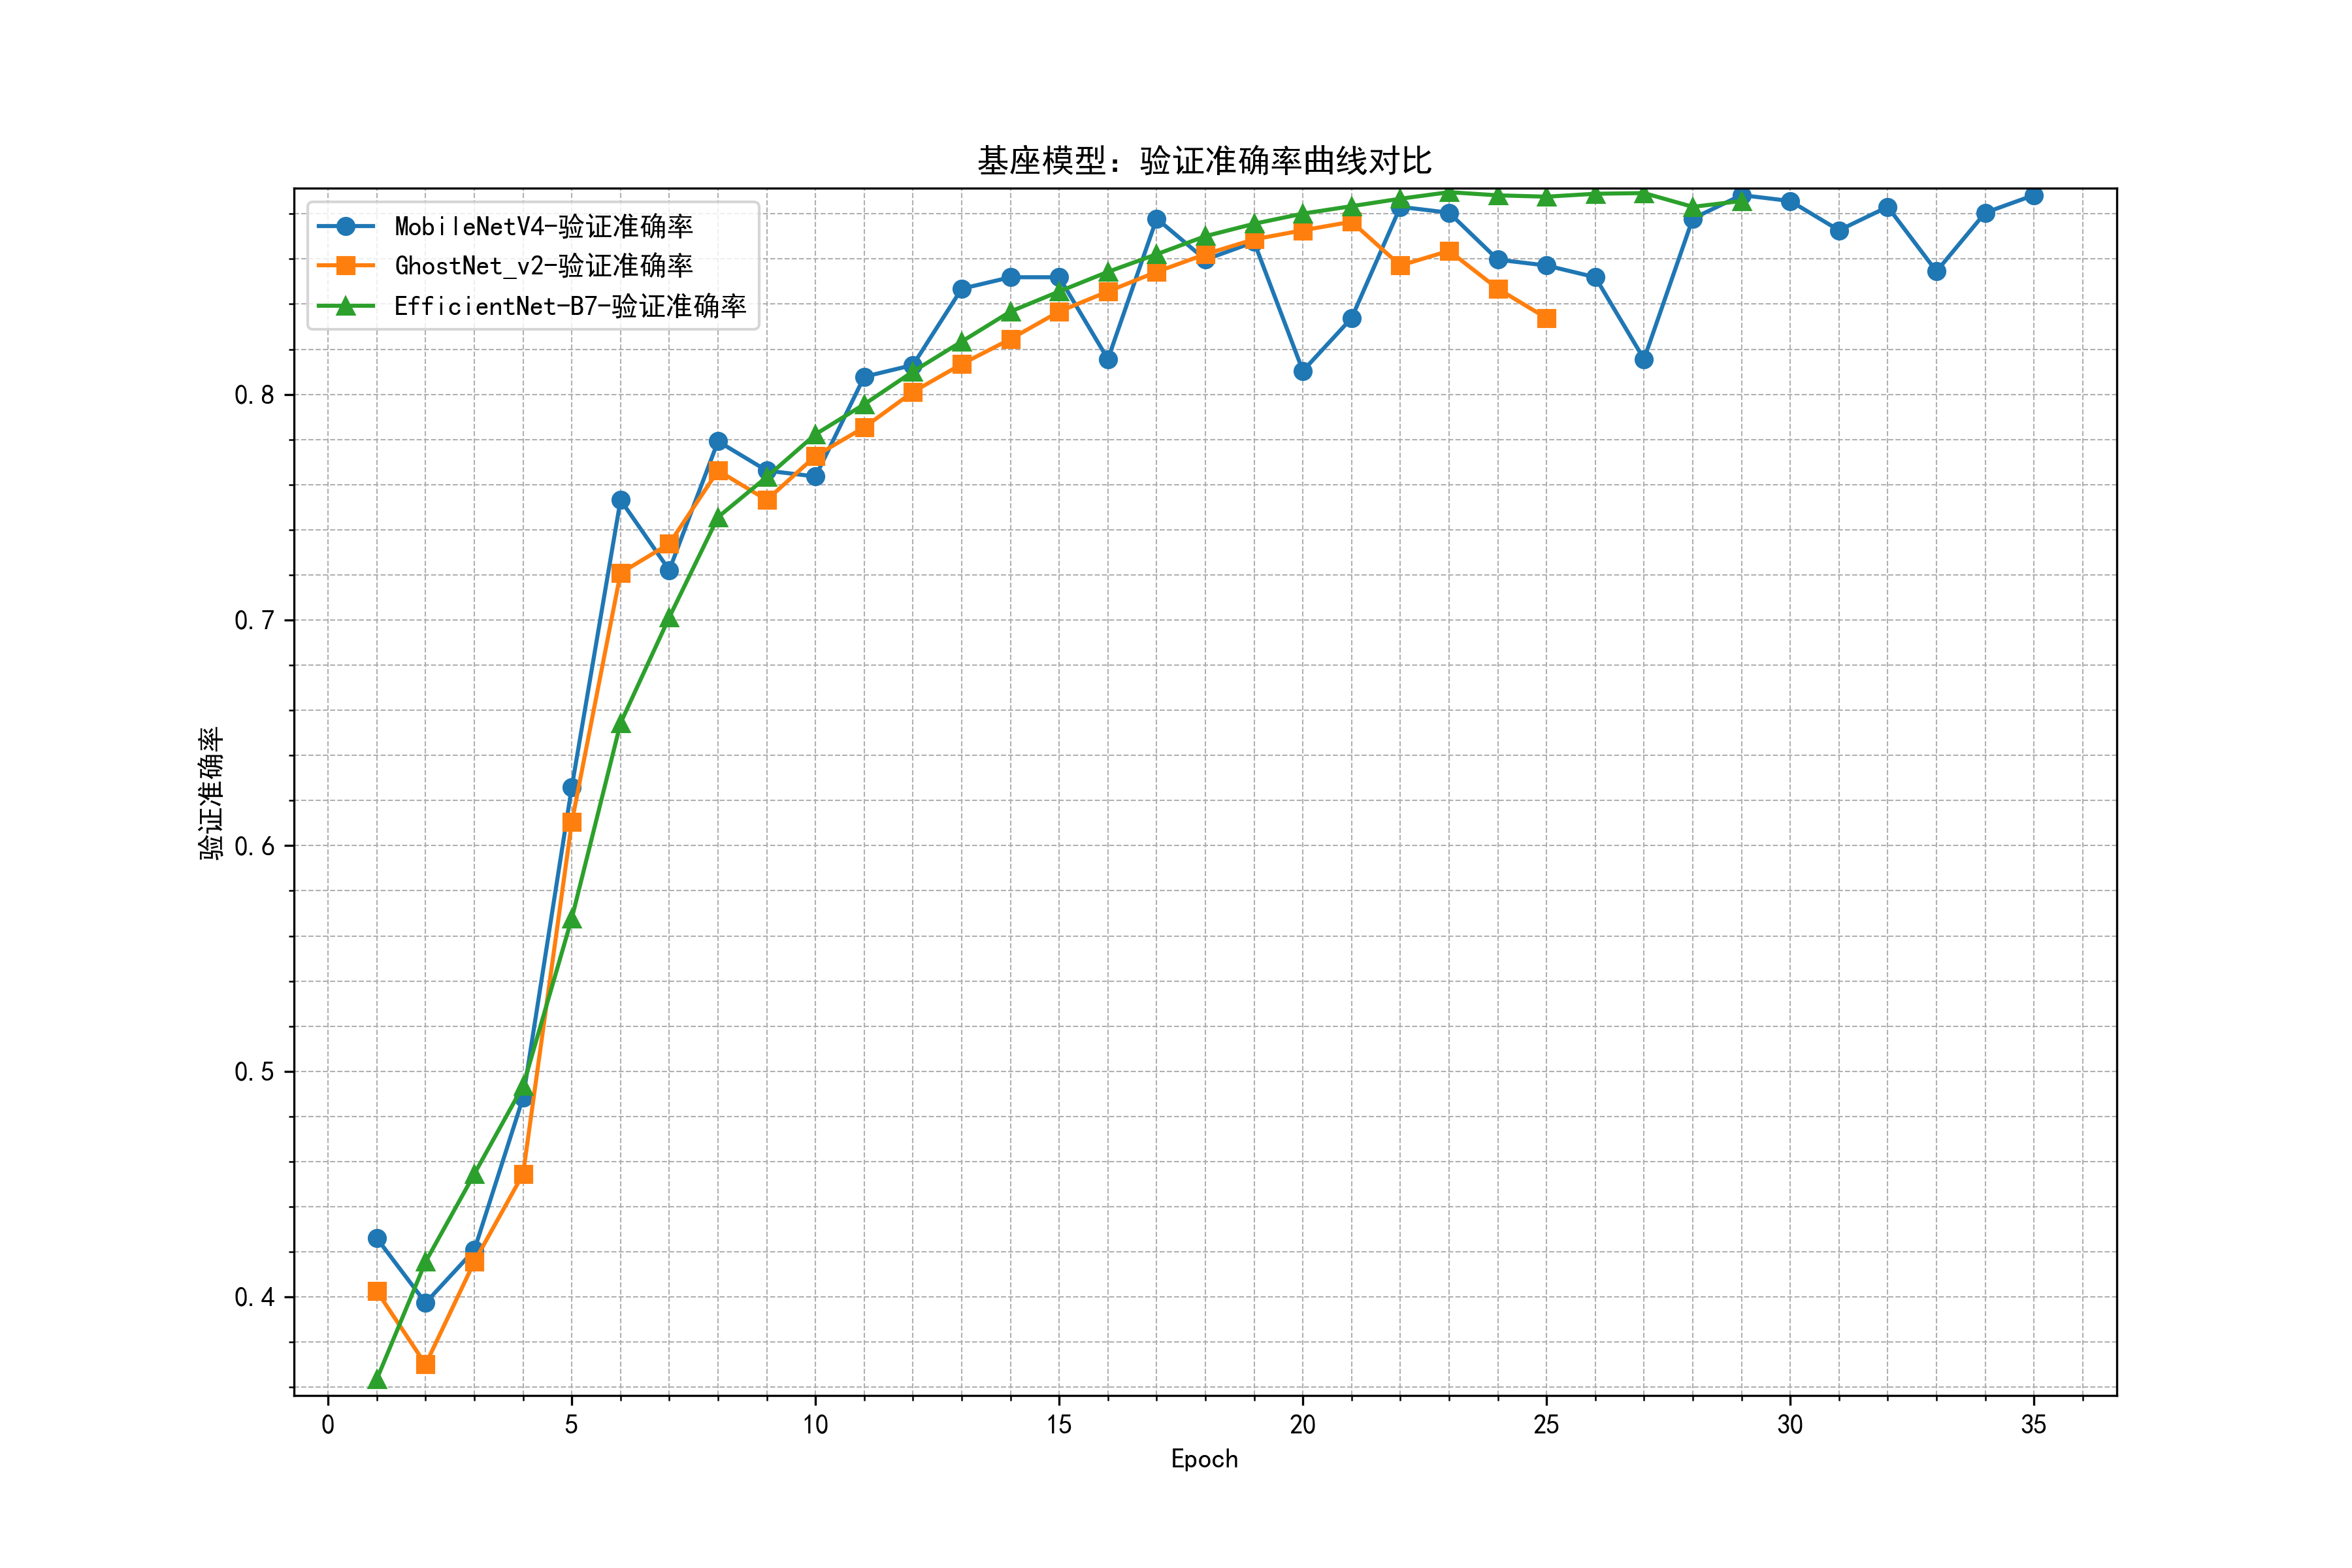 基座模型：验证准确率曲线对比
MobileNetV4-验证准确率
GhostNet_v2-验证准确率
EfficientNet-B7-验证准确率
验证准确率
0.8
0.7
0.6
0.5
0.4
0 5 10 15 20 25 30 35
Epoch